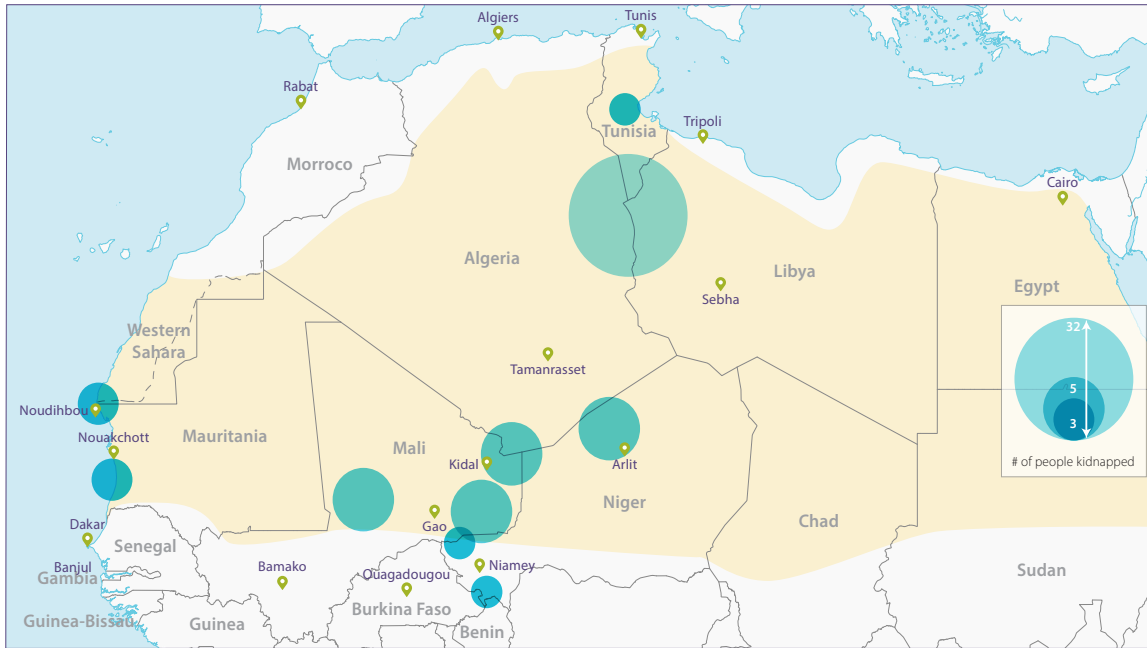 Algiers
Tunis
Rabat
Tunisia
Tripoli
Morroco
Cairo
Algeria
Libya
Sebha
Egypt
Western
Sahara
32
Tamanrasset
5
Noudihbou
3
Nouakchott
Mauritania
Mali
Kidal
Arlit
# of people kidnapped
Niger
Gao
Chad
Dakar
Senegal
Banjul
Gambia
Bamako
Ouagadougou
Niamey
Sudan
Burkina Faso
Guinea-Bissau
Guinea
Benin